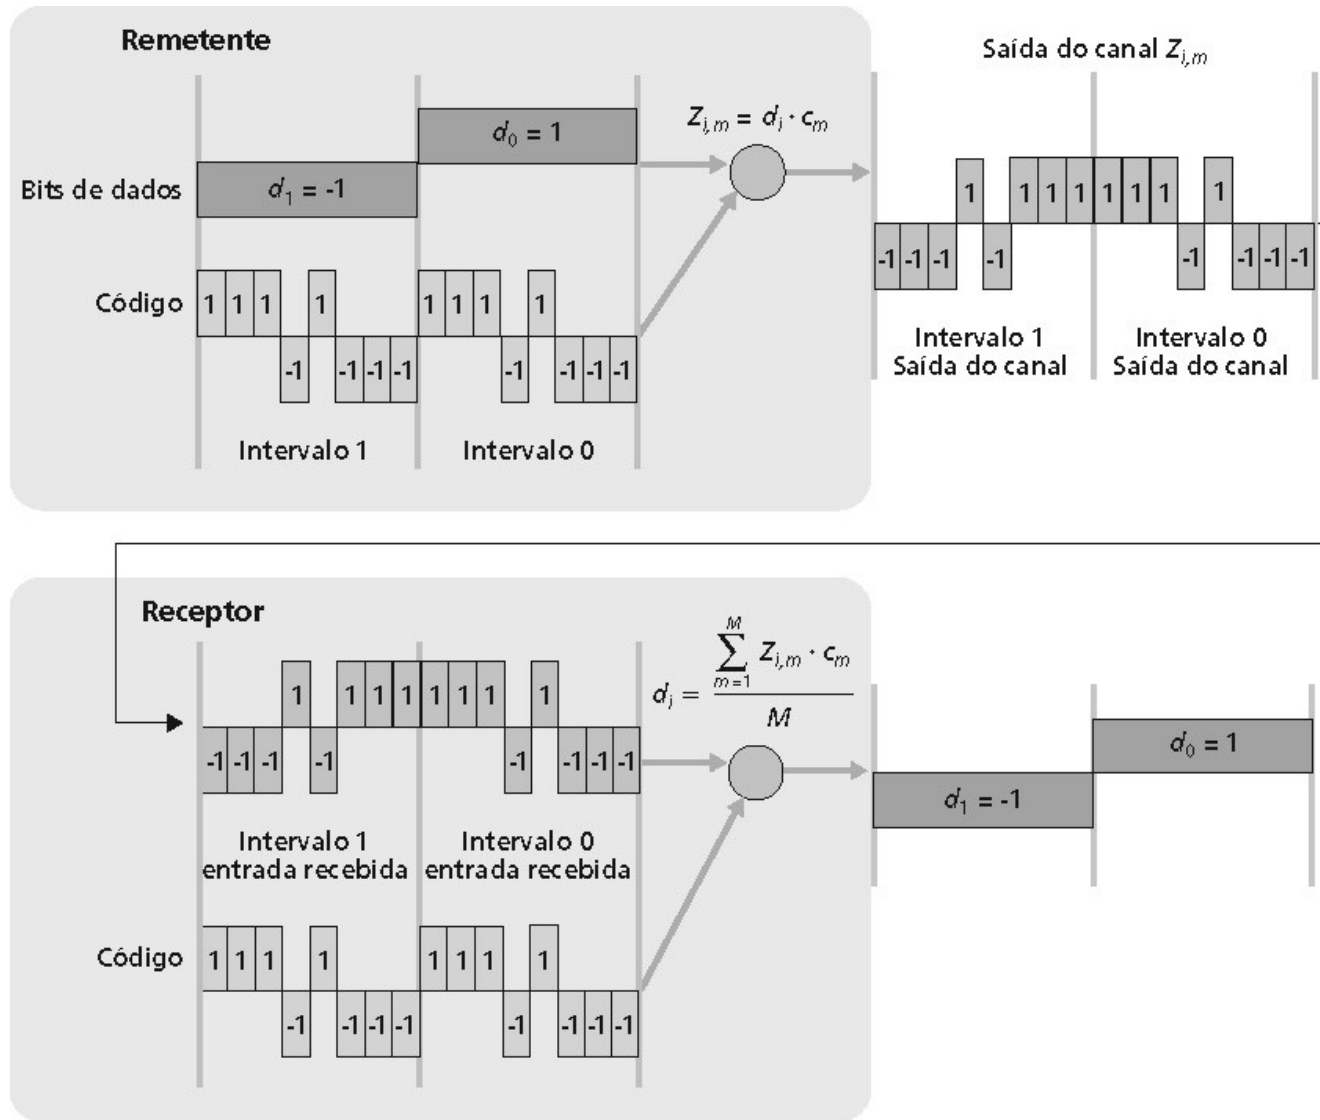 Remetente
Saída do canal Z_{i,m}
d_0 = 1
Z_{i,m} = d_i · c_m
Bits de dados
d_1 = -1
1 1 1 1 1 1 1 1
-1 -1 -1 -1 -1 -1 -1 -1
Código
1 1 1 1 1 1 1 1
-1 -1 -1 -1 -1 -1 -1 -1
Intervalo 1
Saída do canal
Intervalo 0
Saída do canal
Intervalo 1
Intervalo 0
Receptor
1 1 1 1 1 1 1 1
-1 -1 -1 -1 -1 -1 -1 -1
d_i = \frac{\sum_{m=1}^{M} Z_{i,m} · c_m}{M}
d_0 = 1
d_1 = -1
Intervalo 1
entrada recebida
Intervalo 0
entrada recebida
Código
1 1 1 1 1 1 1 1
-1 -1 -1 -1 -1 -1 -1 -1